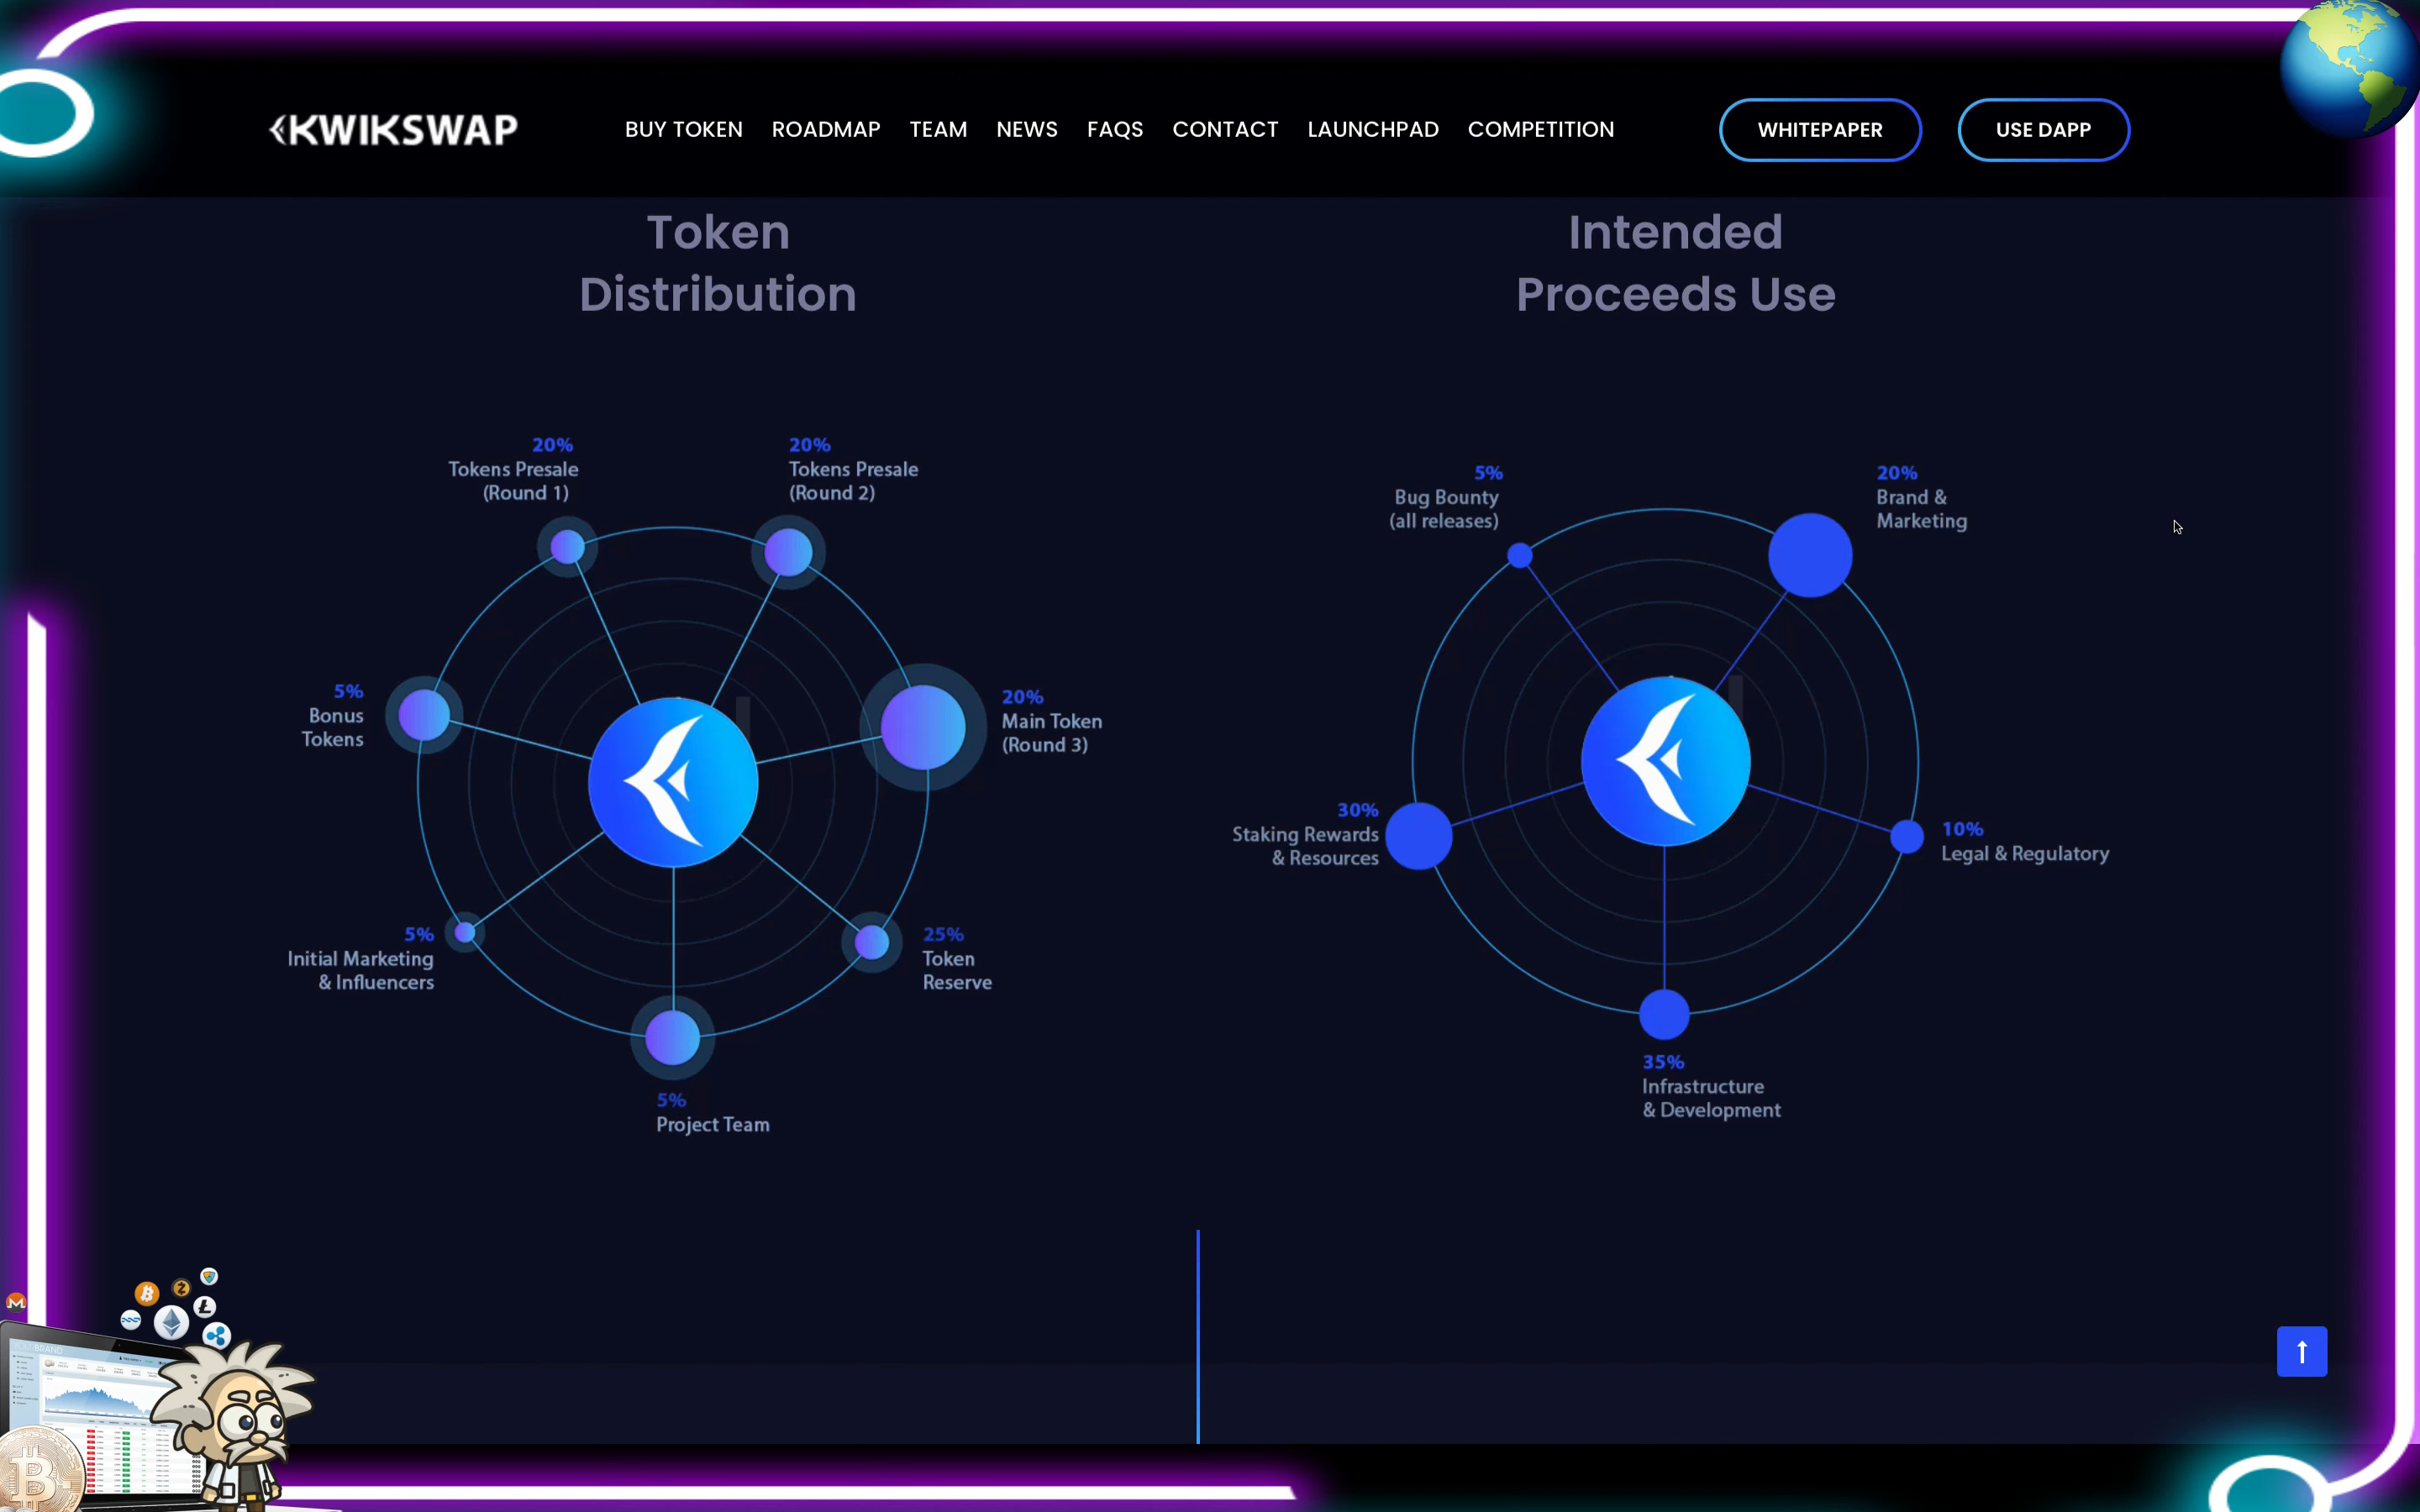 KWIKSWAP
BUY TOKEN
ROADMAP
TEAM
NEWS
FAQS
CONTACT
LAUNCHPAD
COMPETITION
WHITEPAPER
USE DAPP
Token
Distribution
20%
Tokens Presale
(Round 1)
20%
Tokens Presale
(Round 2)
5%
Bonus
Tokens
20%
Main Token
(Round 3)
5%
Initial Marketing
& Influencers
25%
Token
Reserve
5%
Project Team
Intended
Proceeds Use
5%
Bug Bounty
(all releases)
20%
Brand &
Marketing
30%
Staking Rewards
& Resources
10%
Legal & Regulatory
35%
Infrastructure
& Development